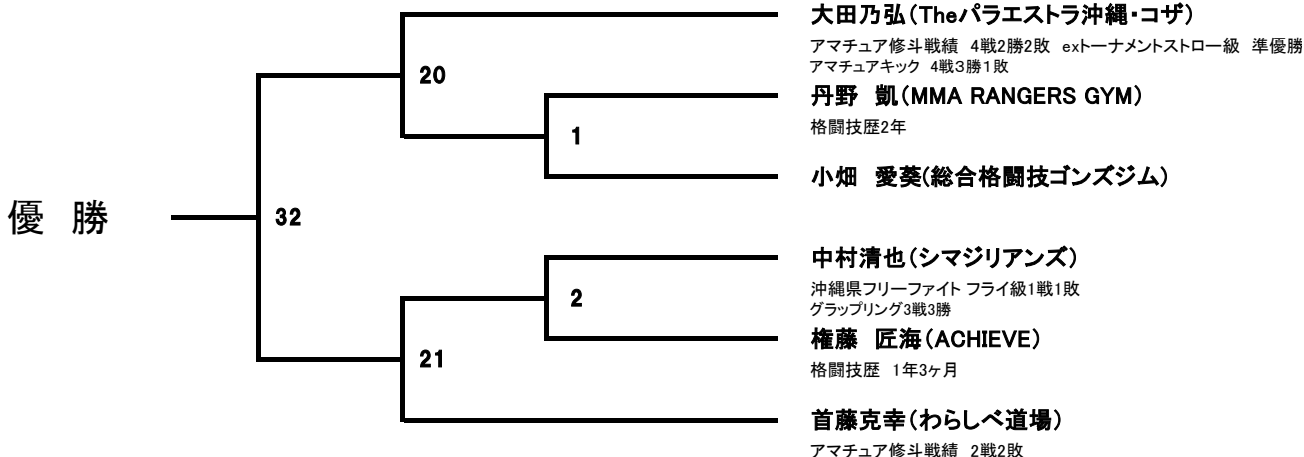 大田乃弘(Theパラエストラ沖縄・コザ)
アマチュア修斗戦績 4戦2勝2敗 exトーナメントストロー級 準優勝
アマチュアキック 4戦3勝1敗
20
丹野 凱(MMA RANGERS GYM)
格闘技歴2年
1
小畑 愛葵(総合格闘技ゴンズジム)
優 勝
32
中村清也(シマジリアンズ)
沖縄県フリーファイト フライ級1戦1敗
グラップリング3戦3勝
2
権藤 匠海(ACHIEVE)
格闘技歴 1年3ヶ月
21
首藤克幸(わらしべ道場)
アマチュア修斗戦績 2戦2敗